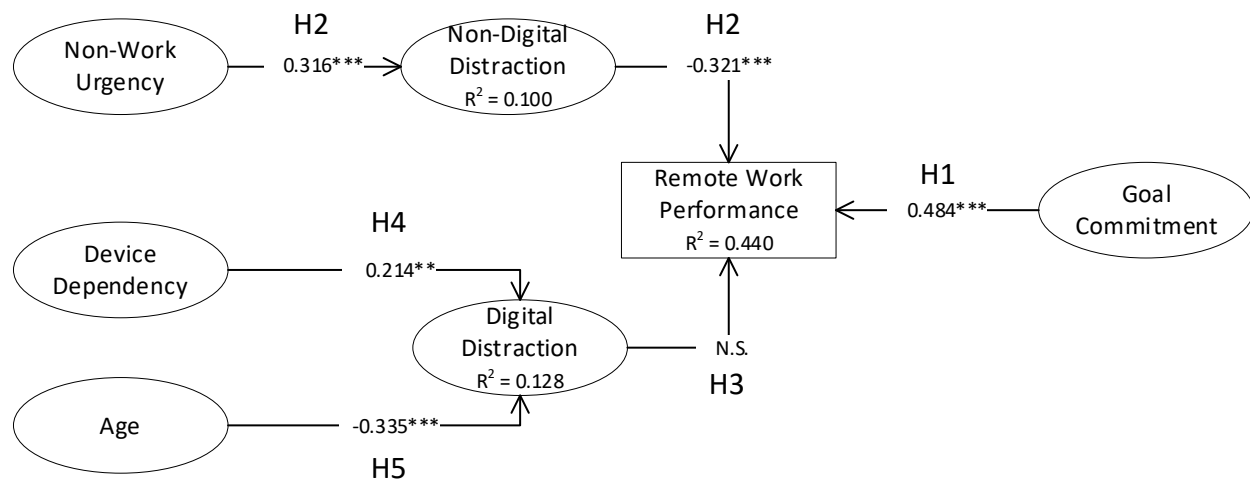 H2
H2
Non-Work
Urgency
0.316***
Non-Digital
Distraction
R² = 0.100
-0.321***
Remote Work
Performance
R² = 0.440
H1
0.484***
Goal
Commitment
H4
Device
Dependency
0.214**
Digital
Distraction
R² = 0.128
N.S.
H3
Age
-0.335***
H5